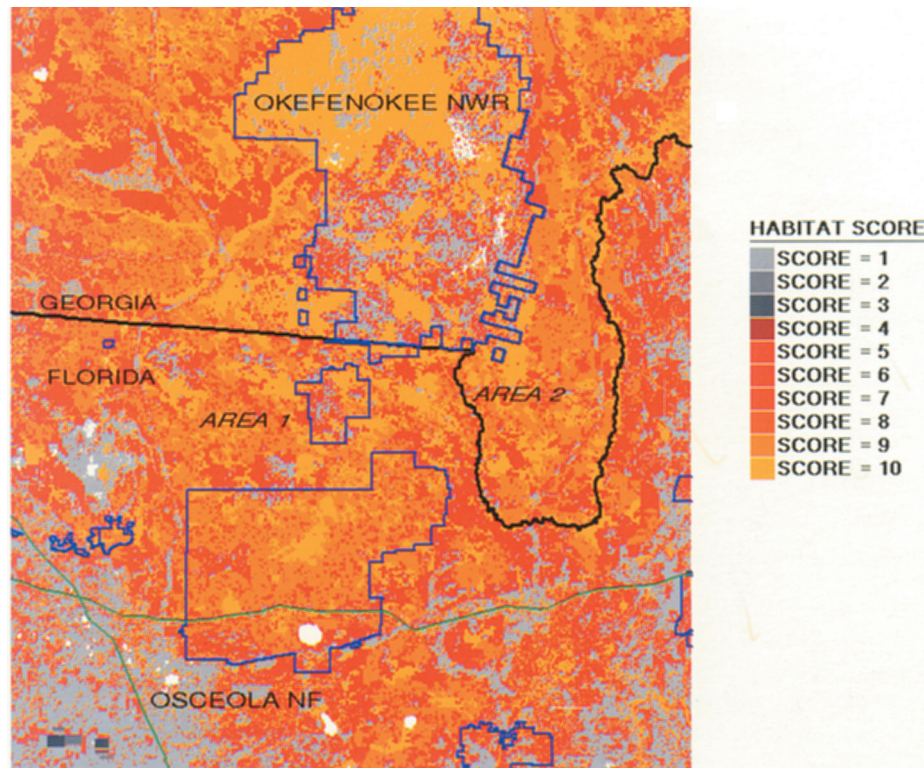 OKEFENOKEE NWR
GEORGIA
FLORIDA
AREA 1
AREA 2
OSCEOLA NF
HABITAT SCORE
SCORE = 1
SCORE = 2
SCORE = 3
SCORE = 4
SCORE = 5
SCORE = 6
SCORE = 7
SCORE = 8
SCORE = 9
SCORE = 10